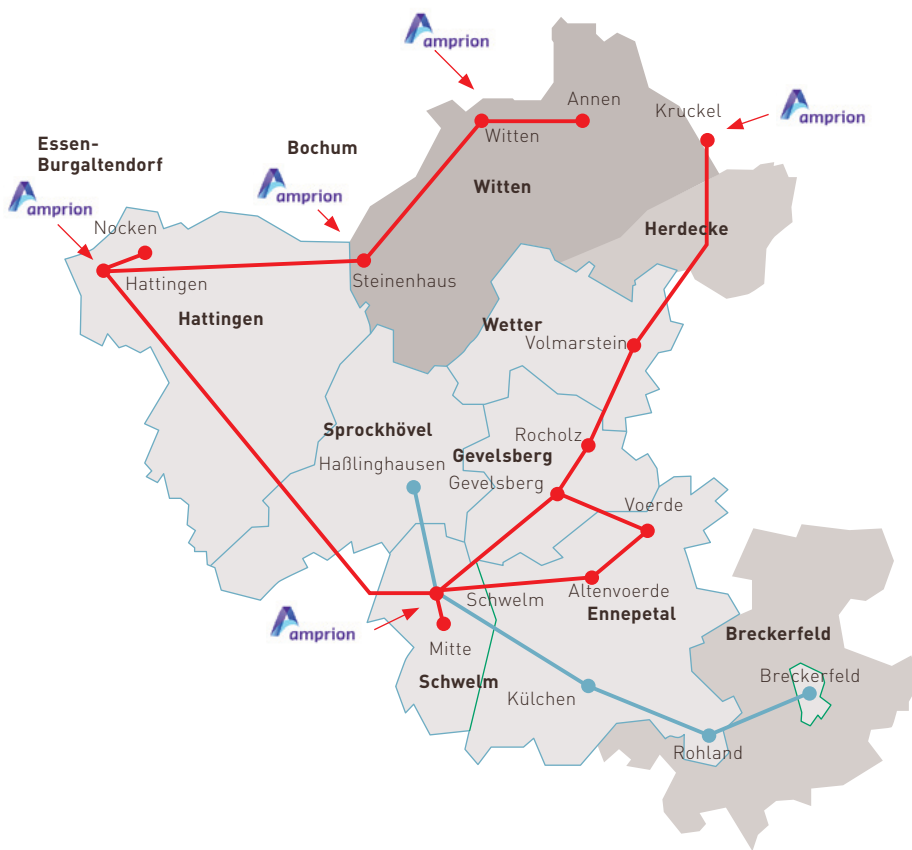 amprion
Annen
Kruckel
amprion
Witten
Essen-
Burgaltendorf
Bochum
amprion
Witten
amprion
Nocken
Herdecke
Hattingen
Steinenhaus
Hattingen
Wetter
Volmarstein
Sprockhövel
Rocholz
Gevelsberg
Haßlinghausen
Gevelsberg
Voerde
Schwelm
Altenvoerde
Ennepetal
amprion
Breckerfeld
Mitte
Breckerfeld
Schwelm
Külchen
Rohland